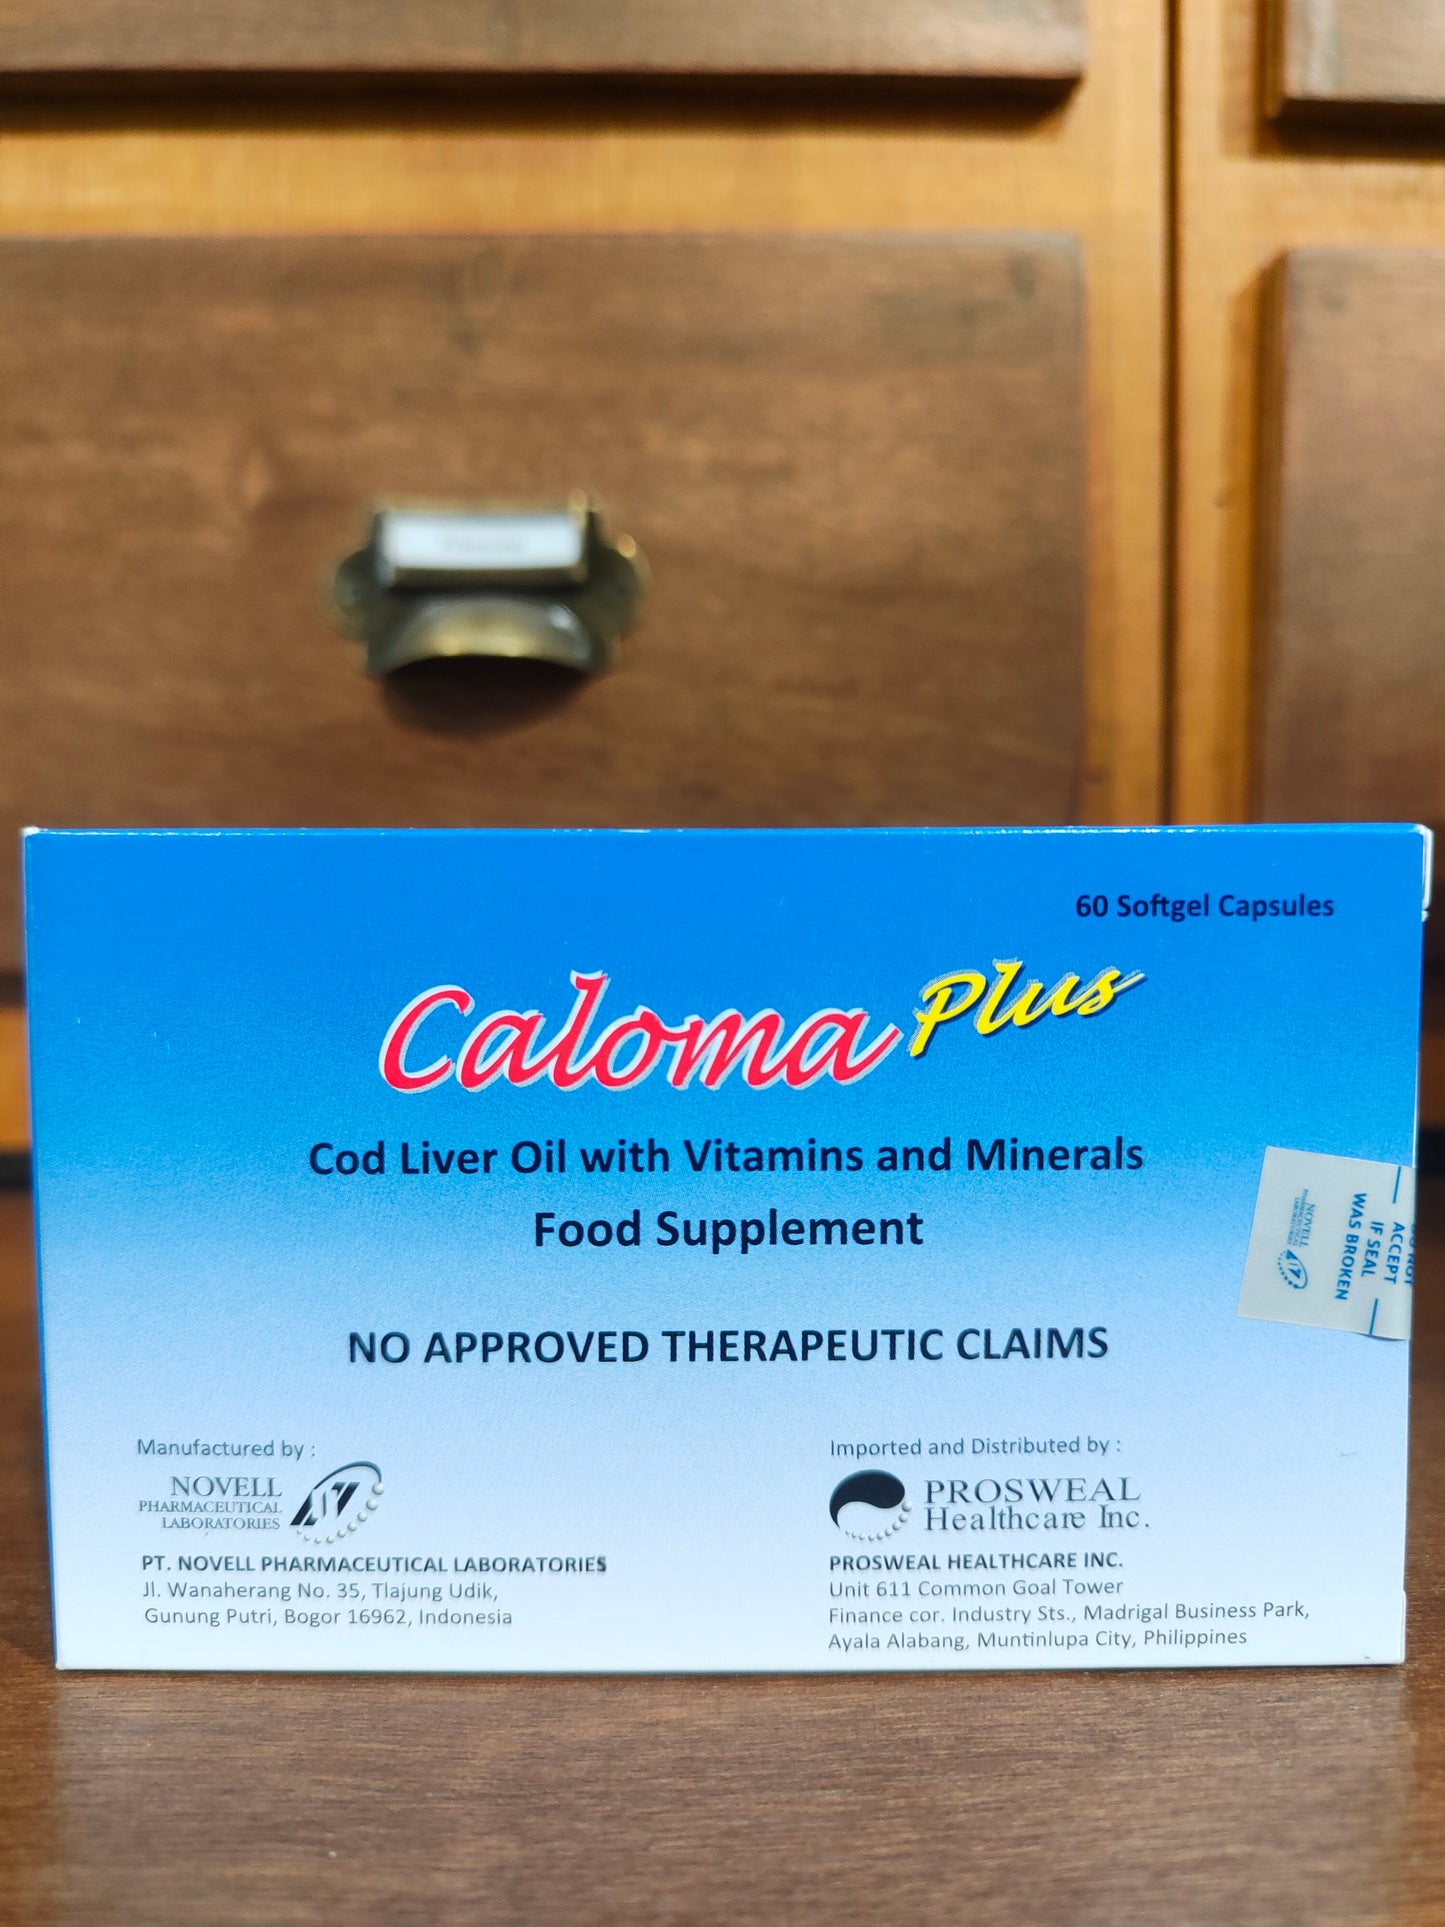 60 Softgel Capsules
Caloma Plus
Cod Liver Oil with Vitamins and Minerals
Food Supplement
ACCEPT
IF SEAL
WAS BROKEN
NOVELL
PHARMACEUTICAL
LABORATORIES
NO APPROVED THERAPEUTIC CLAIMS
Manufactured by :
NOVELL
PHARMACEUTICAL
LABORATORIES
PT. NOVELL PHARMACEUTICAL LABORATORIES
Jl. Wanaherang No. 35, Tlajung Udik,
Gunung Putri, Bogor 16962, Indonesia
Imported and Distributed by :
PROSWEAL
Healthcare Inc.
PROSWEAL HEALTHCARE INC.
Unit 611 Common Goal Tower
Finance cor. Industry Sts., Madrigal Business Park,
Ayala Alabang, Muntinlupa City, Philippines